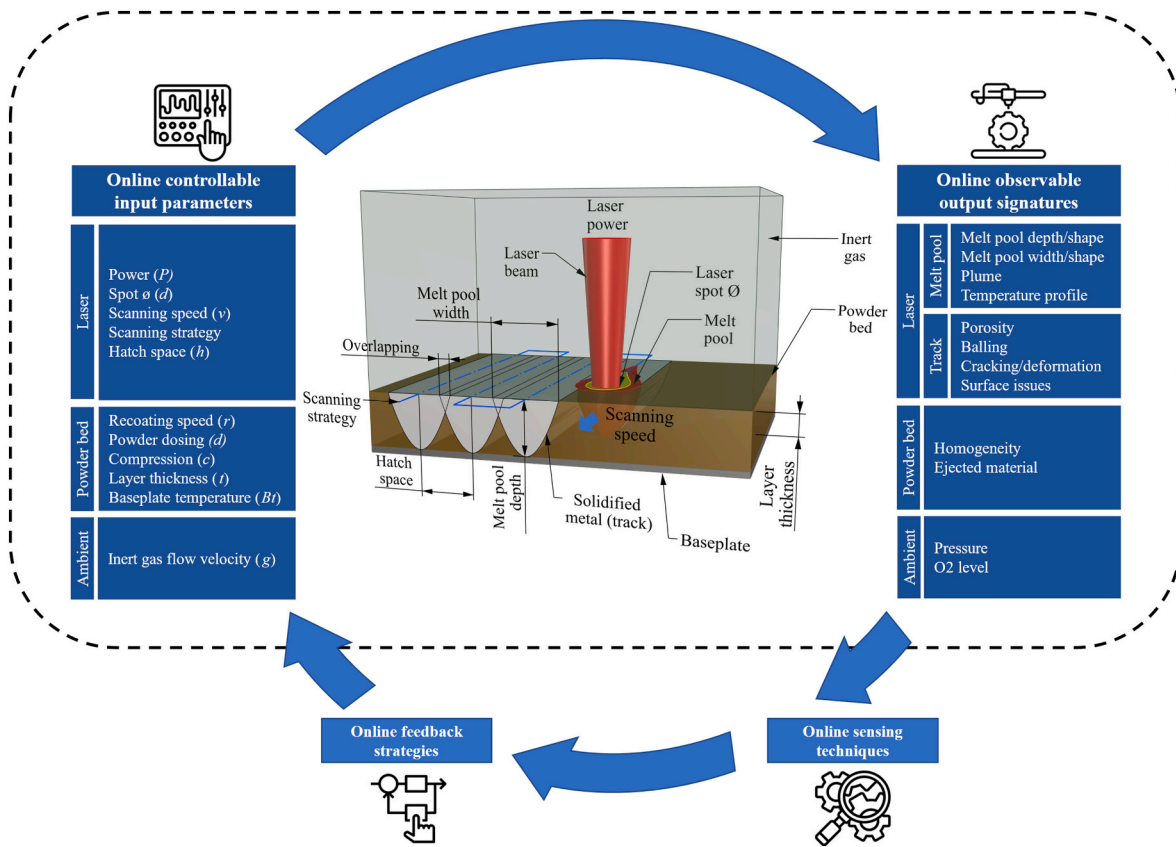 Online controllable
input parameters
Laser
Power (P)
Spot ø (d)
Scanning speed (v)
Scanning strategy
Hatch space (h)
Powder bed
Recoating speed (r)
Powder dosing (d)
Compression (c)
Layer thickness (t)
Baseplate temperature (Bt)
Ambient
Inert gas flow velocity (g)
Laser
power
Laser
beam
Melt pool
width
Overlapping
Scanning
strategy
Hatch
space
Melt pool
depth
Solidified
metal (track)
Baseplate
Scanning
speed
Layer
thickness
Inert
gas
Laser
spot Ø
Powder
bed
Melt
pool
Online observable
output signatures
Laser
Melt pool
Melt pool depth/shape
Melt pool width/shape
Plume
Temperature profile
Track
Porosity
Balling
Cracking/deformation
Surface issues
Powder bed
Homogeneity
Ejected material
Ambient
Pressure
O2 level
Online feedback
strategies
Online sensing
techniques